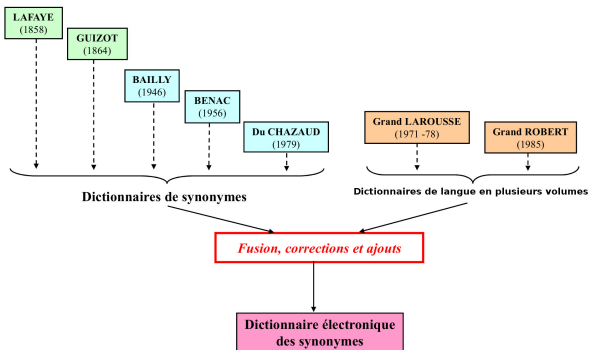 LAFAYE
(1858)
GUIZOT
(1864)
BAILLY
(1946)
BENAC
(1956)
Du CHAZAUD
(1979)
Grand LAROUSSE
(1971 -78)
Grand ROBERT
(1985)
Dictionnaires de synonymes
Dictionnaires de langue en plusieurs volumes
Fusion, corrections et ajouts
Dictionnaire électronique
des synonymes